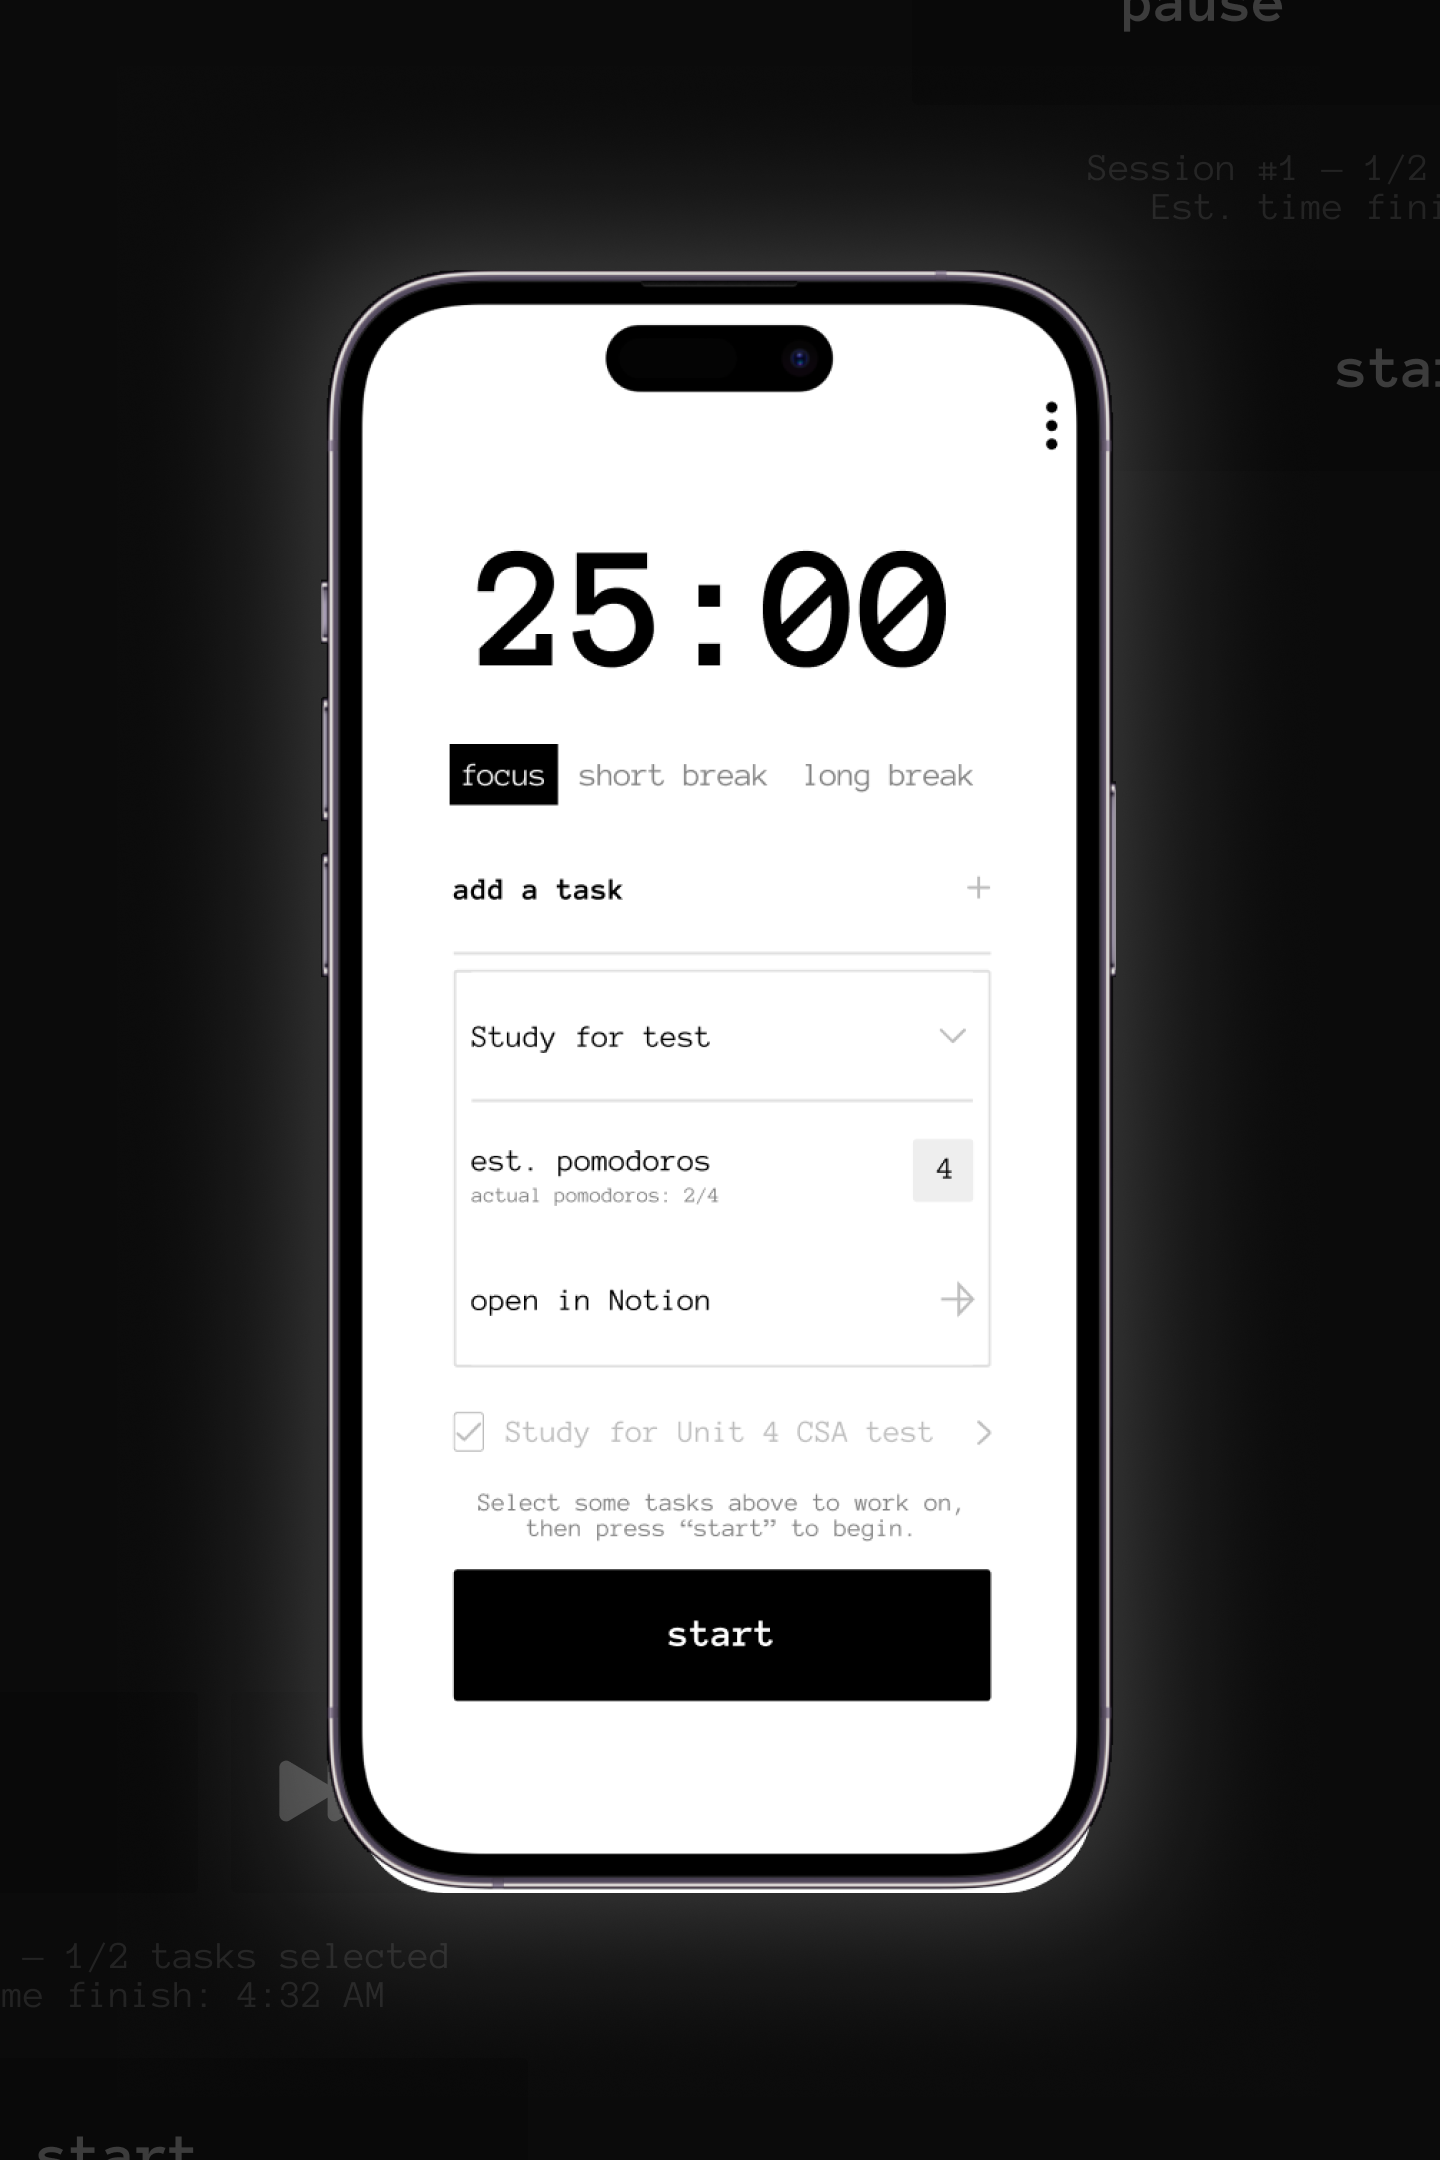 pause
Session #1 — 1/2
Est. time fini
star
25:00
focus short break long break
add a task
Study for test
est. pomodoros
4
actual pomodoros: 2/4
open in Notion
Study for Unit 4 CSA test
Select some tasks above to work on,
then press “start” to begin.
start
— 1/2 tasks selected
me finish: 4:32 AM
start